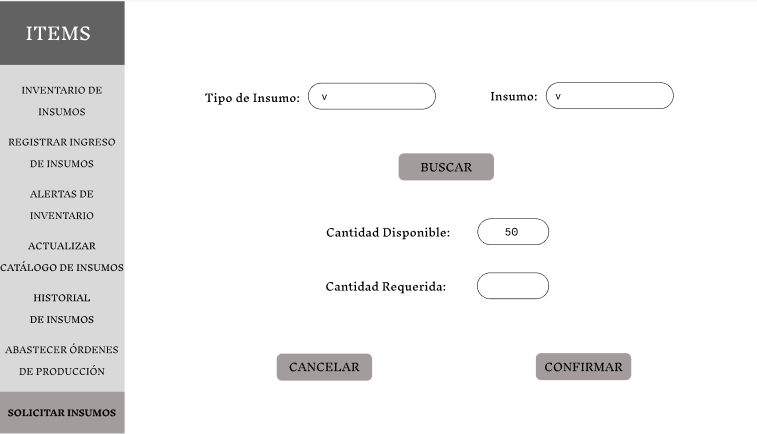 ITEMS
INVENTARIO DE
INSUMOS
REGISTRAR INGRESO
DE INSUMOS
ALERTAS DE
INVENTARIO
ACTUALIZAR
CATÁLOGO DE INSUMOS
HISTORIAL
DE INSUMOS
ABASTECER ÓRDENES
DE PRODUCCIÓN
SOLICITAR INSUMOS
Tipo de Insumo: v
Insumo: v
BUSCAR
Cantidad Disponible: 50
Cantidad Requerida:
CANCELAR
CONFIRMAR